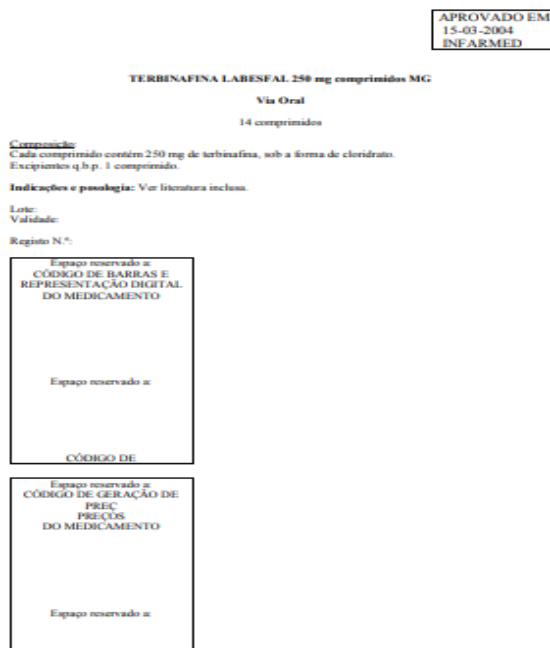 APROVADO EM
15-03-2004
INFARMED
TERBINAFINA LABESFAL 250 mg comprimidos MG
Via Oral
14 comprimidos
Composição:
Cada comprimido contém 250 mg de terbinafina, sob a forma de cloridrato.
Excipientes q.b.p. 1 comprimido.
Indicações e posologia: Ver literatura inclusa.
Lote:
Validade:
Registo N.º:
Espaço reservado a:
CÓDIGO DE BARRAS E
REPRESENTAÇÃO DIGITAL
DO MEDICAMENTO
Espaço reservado a:
CÓDIGO DE
Espaço reservado a:
CÓDIGO DE GERAÇÃO DE
PREÇ
PREÇOS
DO MEDICAMENTO
Espaço reservado a: